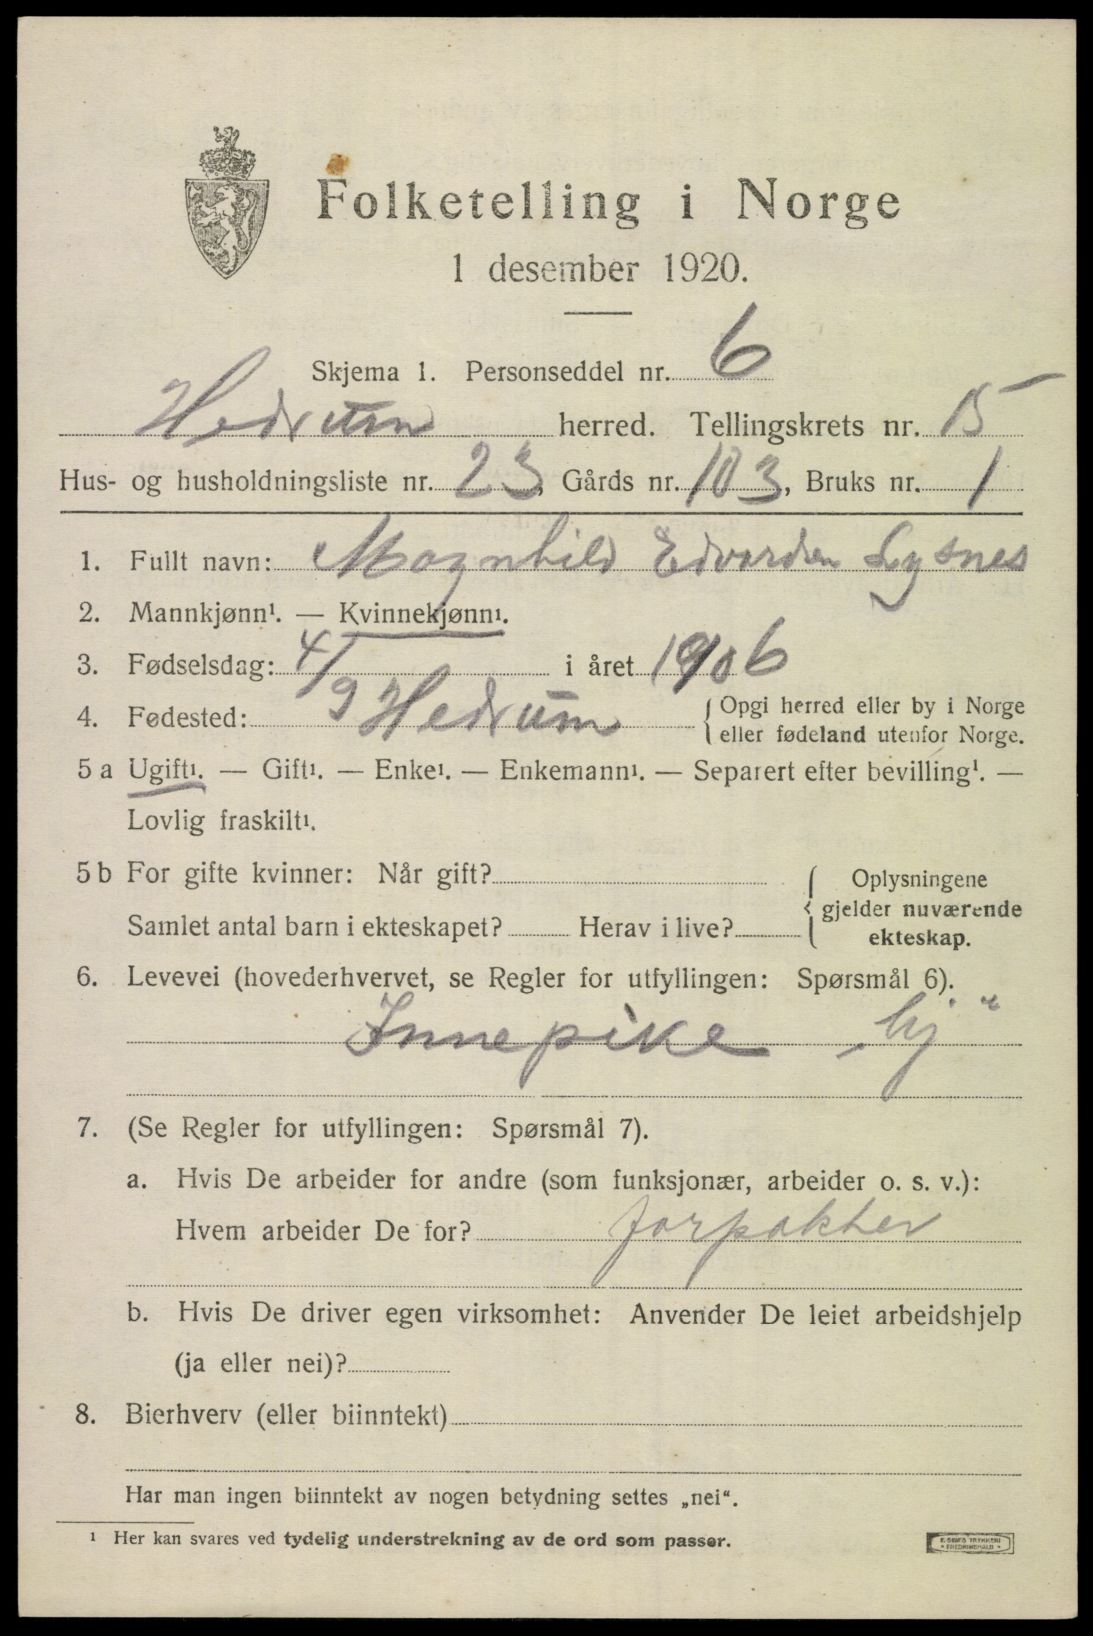 Folketelling i Norge
1 desember 1920.
Skjema 1. Personseddel nr. 6
Hedrum herred. Tellingskrets nr. 15
Hus- og husholdningsliste nr. 23, Gårds nr. 103, Bruks nr. 1
1. Fullt navn: Magnhild Edvardsen Lysnes
2. Mannkjønn¹. — Kvinnekjønn¹.
3. Fødselsdag: 4/9 i året 1906
4. Fødested: Hedrum { Opgi herred eller by i Norge
eller fødeland utenfor Norge.
5 a Ugift¹. — Gift¹. — Enke¹. — Enkemann¹. — Separert efter bevilling¹. —
Lovlig fraskilt¹.
5 b For gifte kvinner: Når gift? { Oplysningene
gjelder nuværende
Samlet antal barn i ekteskapet? Herav i live? ekteskap.
6. Levevei (hovederhvervet, se Regler for utfyllingen: Spørsmål 6).
Innepike „hj“
7. (Se Regler for utfyllingen: Spørsmål 7).
a. Hvis De arbeider for andre (som funksjonær, arbeider o. s. v.):
Hvem arbeider De for? forpakter
b. Hvis De driver egen virksomhet: Anvender De leiet arbeidshjelp
(ja eller nei)?
8. Bierhverv (eller biinntekt)
Har man ingen biinntekt av nogen betydning settes „nei“.
¹ Her kan svares ved tydelig understrekning av de ord som passer.